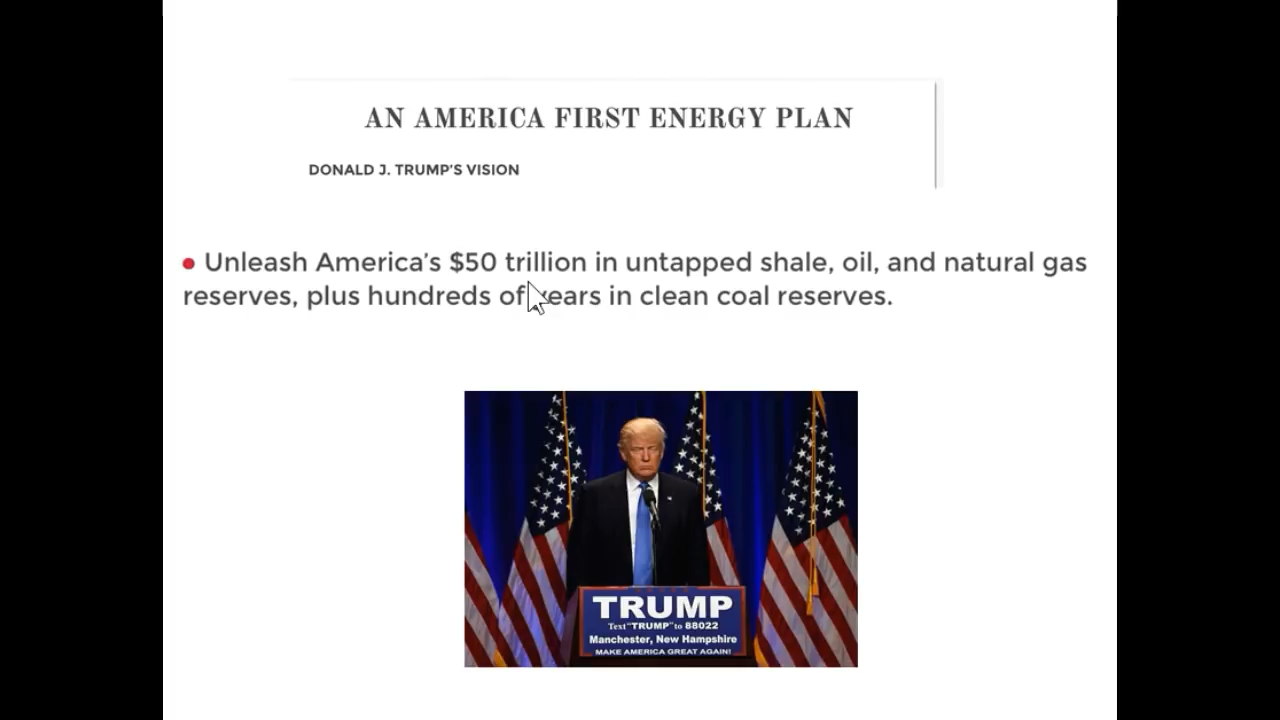 AN AMERICA FIRST ENERGY PLAN
DONALD J. TRUMP'S VISION
• Unleash America's $50 trillion in untapped shale, oil, and natural gas
reserves, plus hundreds of years in clean coal reserves.
TRUMP
Text "TRUMP" to 88022
Manchester, New Hampshire
MAKE AMERICA GREAT AGAIN!